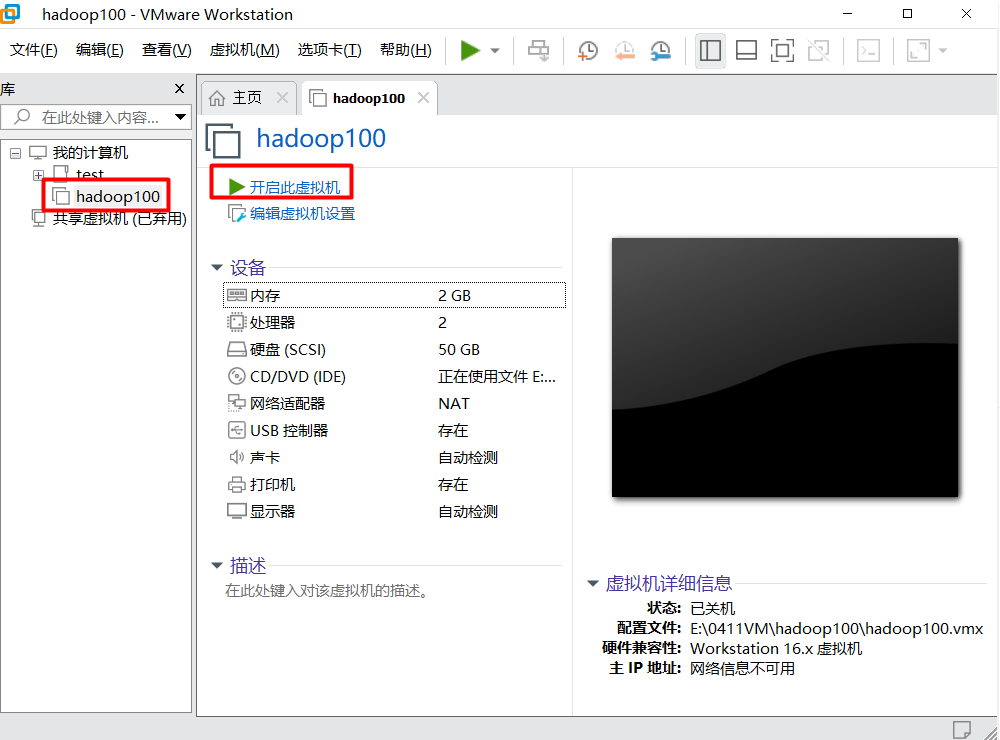 hadoop100 - VMware Workstation
文件(F) 编辑(E) 查看(V) 虚拟机(M) 选项卡(T) 帮助(H)
库
在此处键入内容...
我的计算机
test
hadoop100
共享虚拟机 (已弃用)
主页
hadoop100
hadoop100
开启此虚拟机
编辑虚拟机设置
设备
内存 2 GB
处理器 2
硬盘 (SCSI) 50 GB
CD/DVD (IDE) 正在使用文件 E:...
网络适配器 NAT
USB 控制器 存在
声卡 自动检测
打印机 存在
显示器 自动检测
描述
在此处键入对该虚拟机的描述。
虚拟机详细信息
状态: 已关机
配置文件: E:\0411VM\hadoop100\hadoop100.vmx
硬件兼容性: Workstation 16.x 虚拟机
主 IP 地址: 网络信息不可用